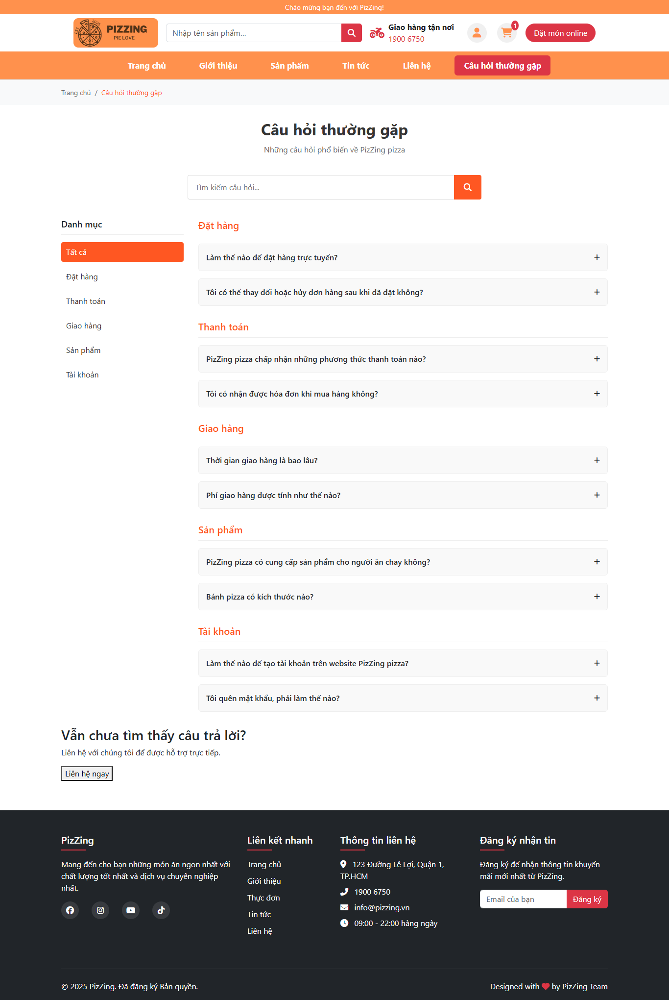 Chào mừng bạn đến với PizZing!
EST 2025
PIZZING
PIE LOVE
Nhập tên sản phẩm...
Giao hàng tận nơi
1900 6750
1
Đặt món online
Trang chủ
Giới thiệu
Sản phẩm
Tin tức
Liên hệ
Câu hỏi thường gặp
Trang chủ / Câu hỏi thường gặp
Câu hỏi thường gặp
Những câu hỏi phổ biến về PizZing pizza
Tìm kiếm câu hỏi...
Danh mục
Tất cả
Đặt hàng
Thanh toán
Giao hàng
Sản phẩm
Tài khoản
Đặt hàng
Làm thế nào để đặt hàng trực tuyến?
Tôi có thể thay đổi hoặc hủy đơn hàng sau khi đã đặt không?
Thanh toán
PizZing pizza chấp nhận những phương thức thanh toán nào?
Tôi có nhận được hóa đơn khi mua hàng không?
Giao hàng
Thời gian giao hàng là bao lâu?
Phí giao hàng được tính như thế nào?
Sản phẩm
PizZing pizza có cung cấp sản phẩm cho người ăn chay không?
Bánh pizza có kích thước nào?
Tài khoản
Làm thế nào để tạo tài khoản trên website PizZing pizza?
Tôi quên mật khẩu, phải làm thế nào?
Vẫn chưa tìm thấy câu trả lời?
Liên hệ với chúng tôi để được hỗ trợ trực tiếp.
Liên hệ ngay
PizZing
Mang đến cho bạn những món ăn ngon nhất với
chất lượng tốt nhất và dịch vụ chuyên nghiệp
nhất.
Liên kết nhanh
Trang chủ
Giới thiệu
Thực đơn
Tin tức
Liên hệ
Thông tin liên hệ
123 Đường Lê Lợi, Quận 1,
TP.HCM
1900 6750
info@pizzing.vn
09:00 - 22:00 hàng ngày
Đăng ký nhận tin
Đăng ký để nhận thông tin khuyến
mãi mới nhất từ PizZing.
Email của bạn
Đăng ký
© 2025 PizZing. Đã đăng ký Bản quyền.
Designed with ❤ by PizZing Team